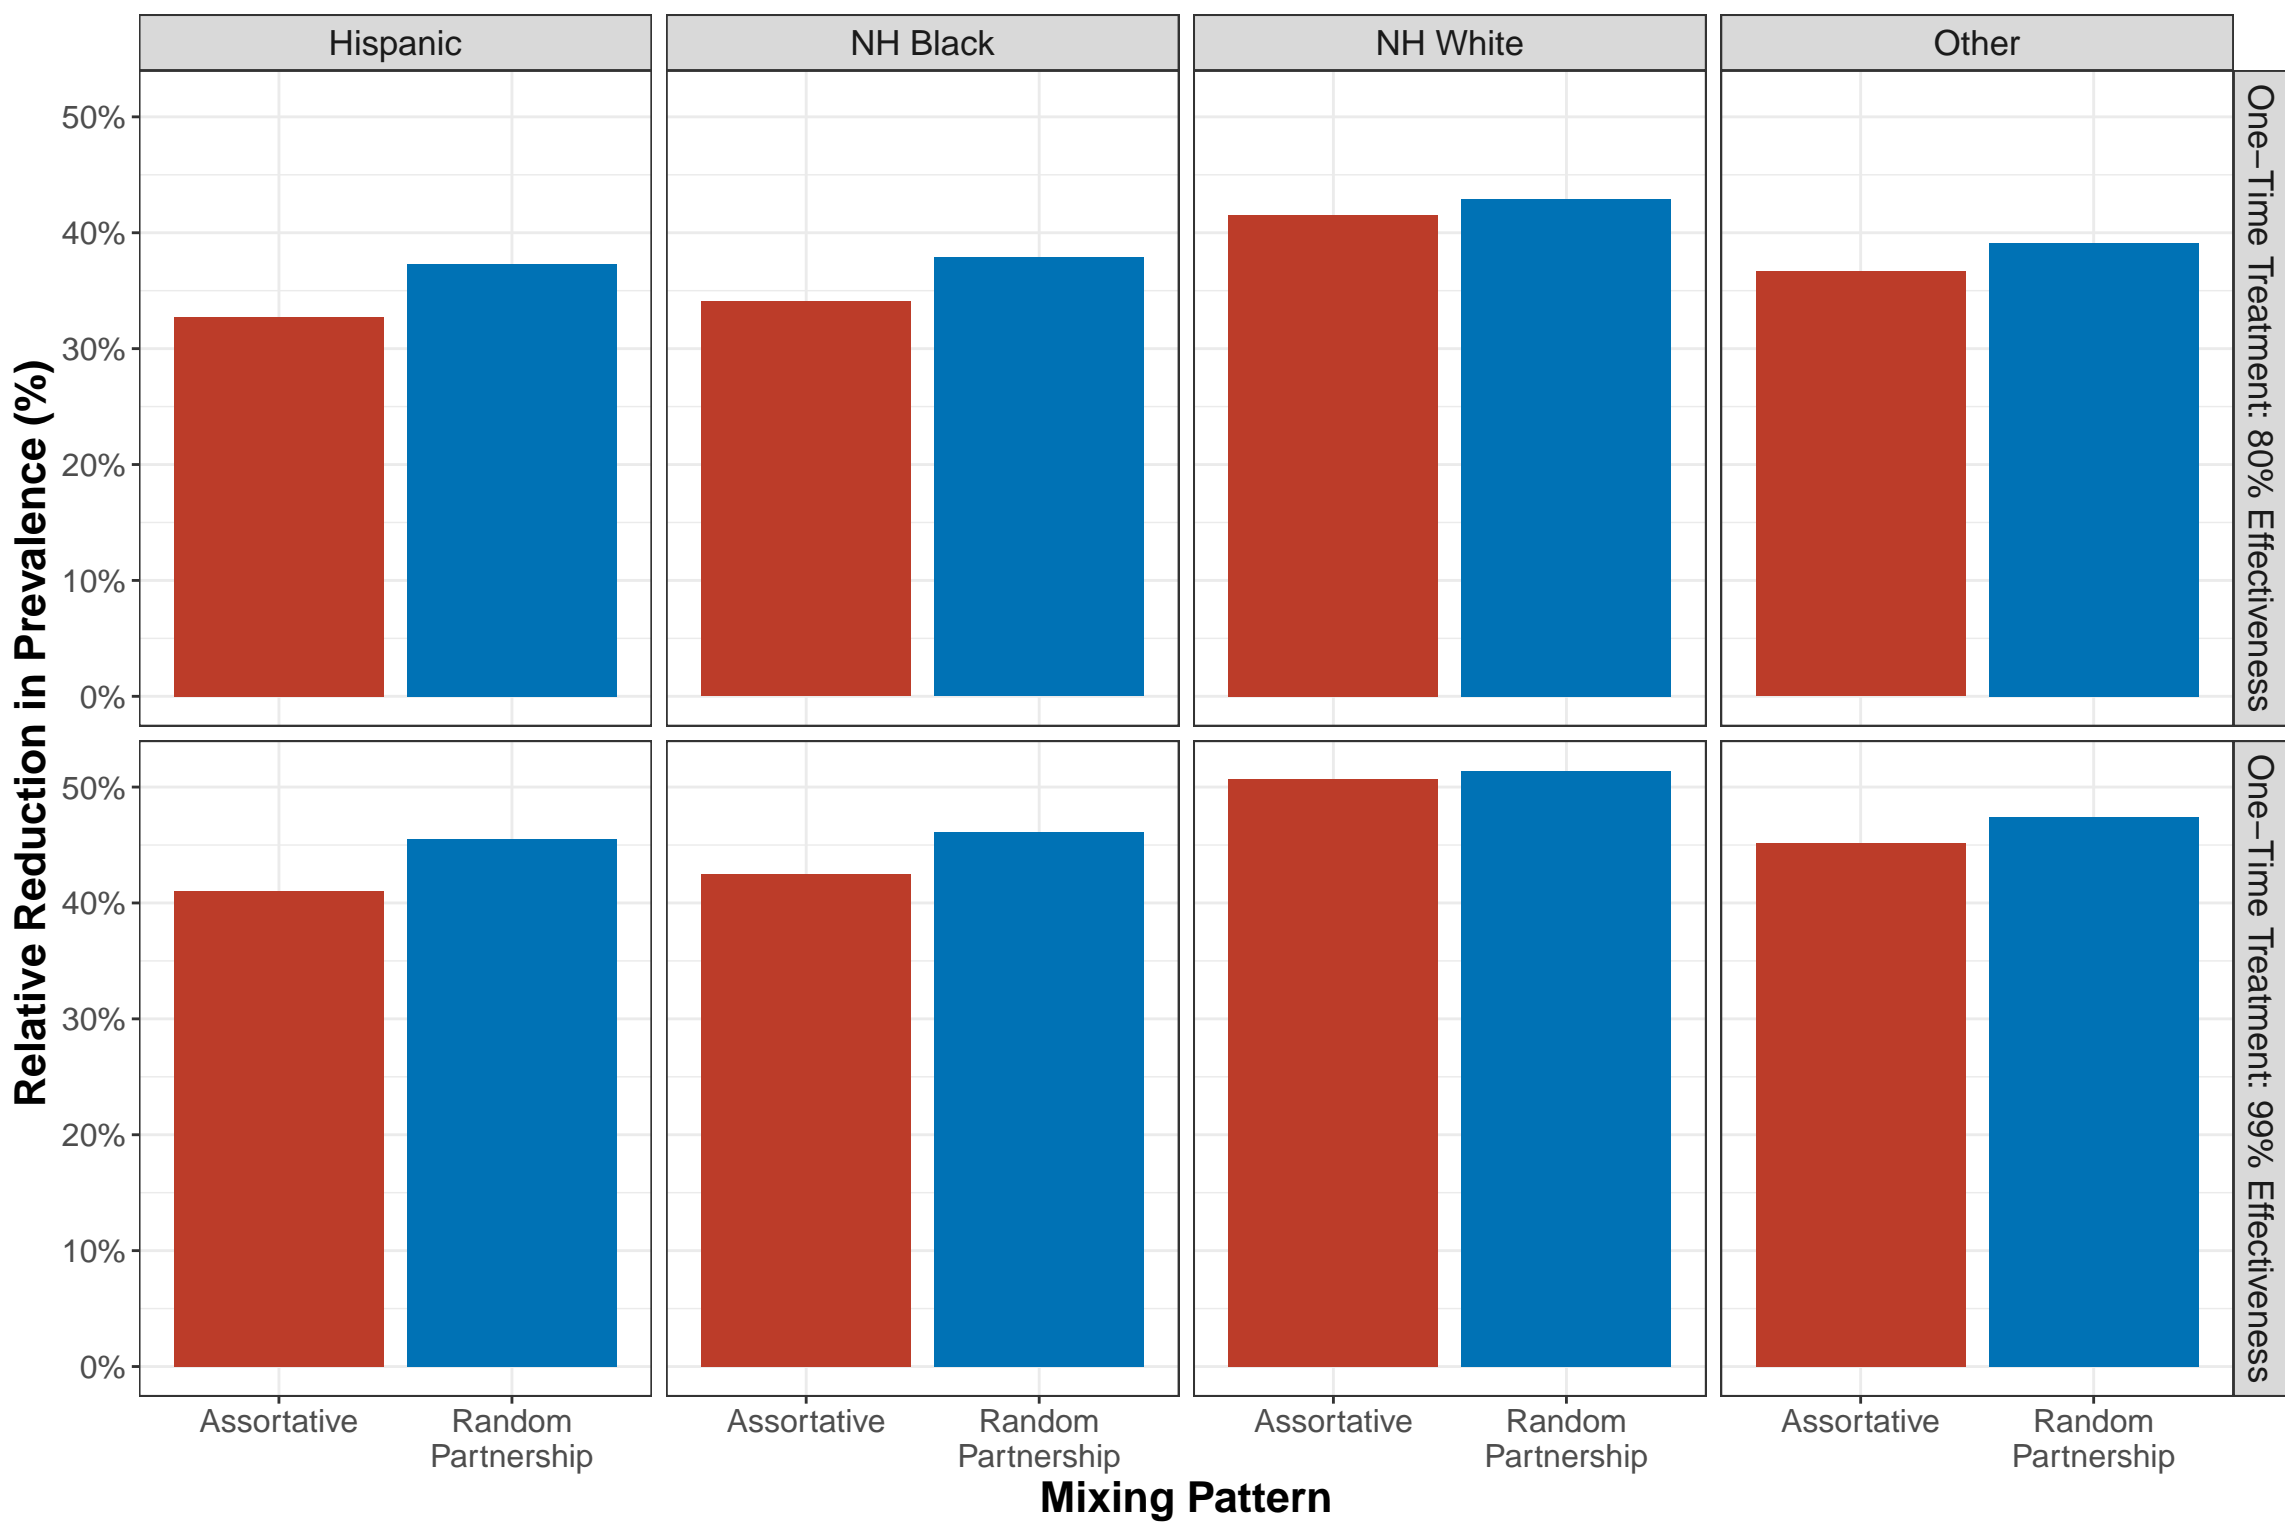 Hispanic
NH Black
NH White
Other
Relative Reduction in Prevalence (%)
50%
40%
30%
20%
10%
0%
One–Time Treatment: 80% Effectiveness
50%
40%
30%
20%
10%
0%
One–Time Treatment: 99% Effectiveness
Assortative
Random
Partnership
Assortative
Random
Partnership
Assortative
Random
Partnership
Assortative
Random
Partnership
Mixing Pattern